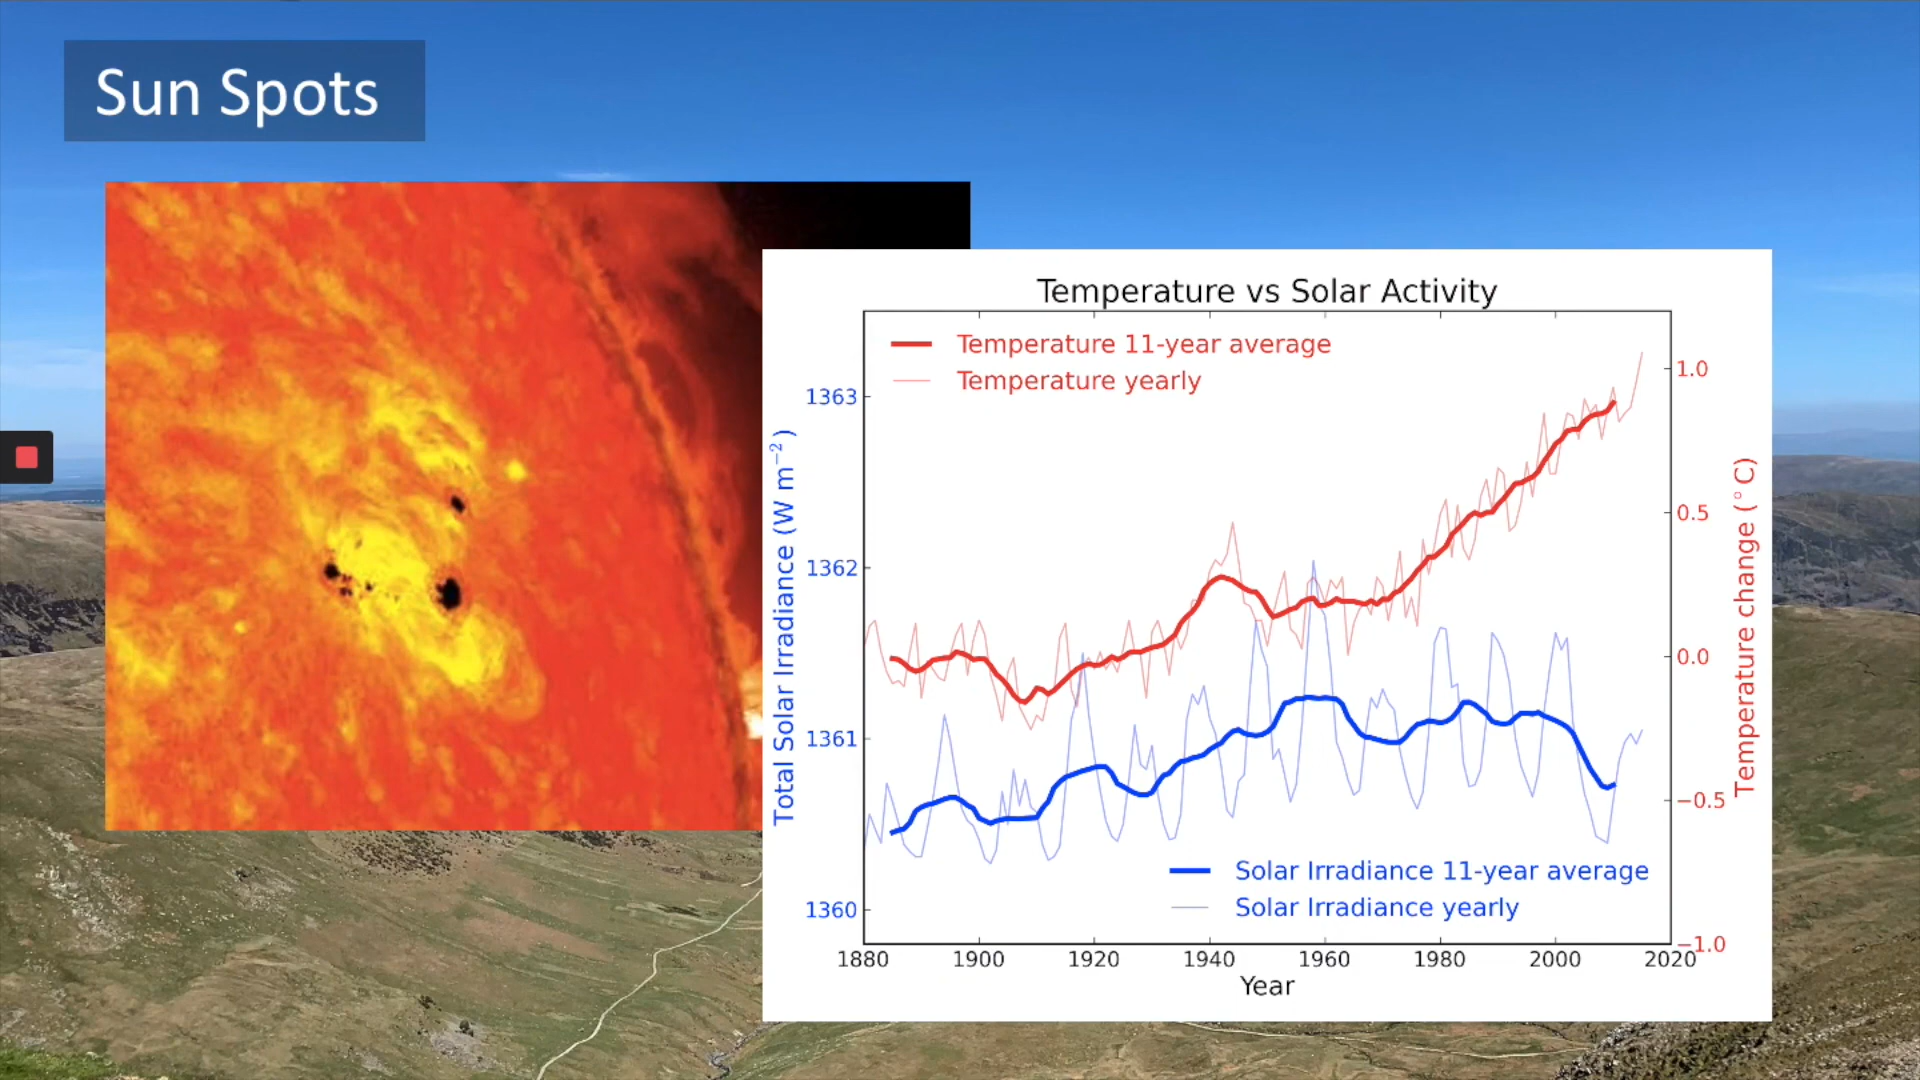 Sun Spots
Temperature vs Solar Activity
Temperature 11-year average
Temperature yearly
1363
1362
1361
1360
Total Solar Irradiance (W m⁻²)
1.0
0.5
0.0
−0.5
−1.0
Temperature change (°C)
Solar Irradiance 11-year average
Solar Irradiance yearly
1880 1900 1920 1940 1960 1980 2000 2020
Year